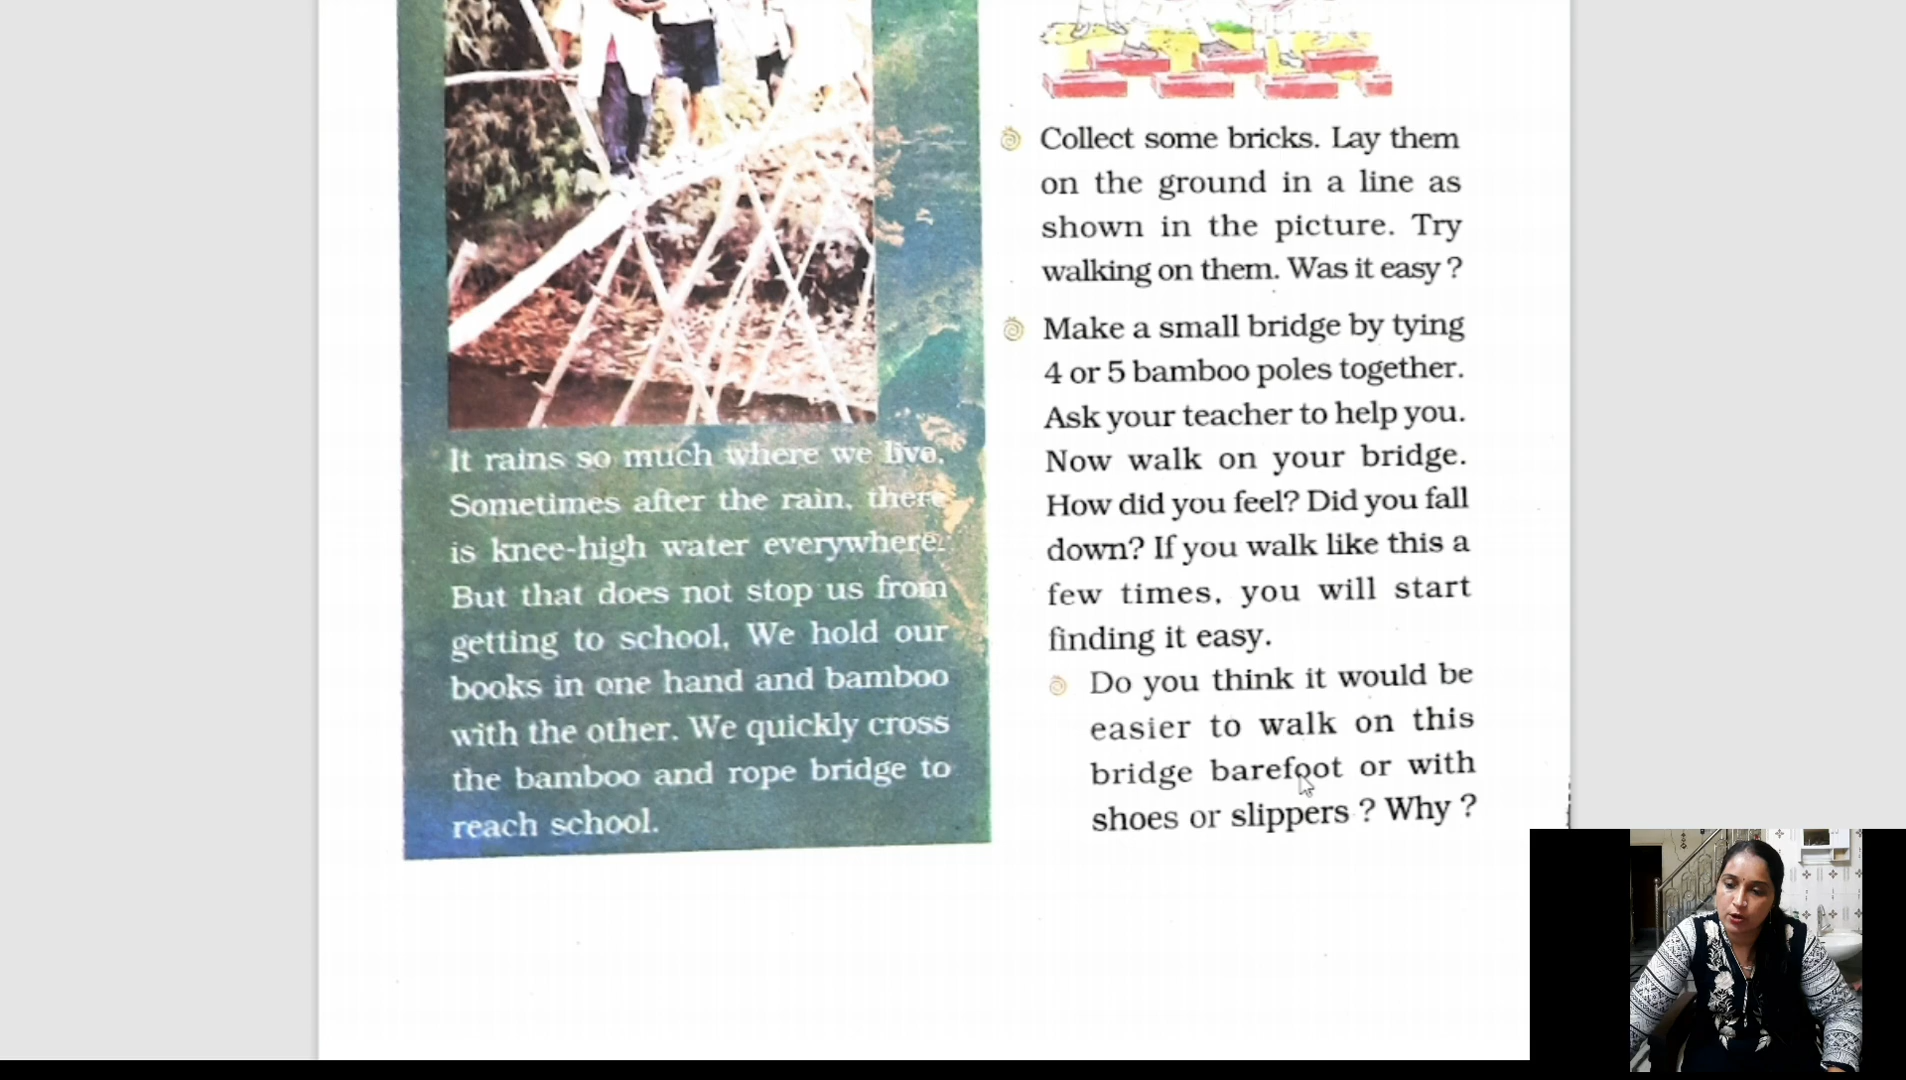 It rains so much where we live.
Sometimes after the rain, there
is knee-high water everywhere.
But that does not stop us from
getting to school. We hold our
books in one hand and bamboo
with the other. We quickly cross
the bamboo and rope bridge to
reach school.
Collect some bricks. Lay them
on the ground in a line as
shown in the picture. Try
walking on them. Was it easy ?
Make a small bridge by tying
4 or 5 bamboo poles together.
Ask your teacher to help you.
Now walk on your bridge.
How did you feel? Did you fall
down? If you walk like this a
few times, you will start
finding it easy.
Do you think it would be
easier to walk on this
bridge barefoot or with
shoes or slippers ? Why ?